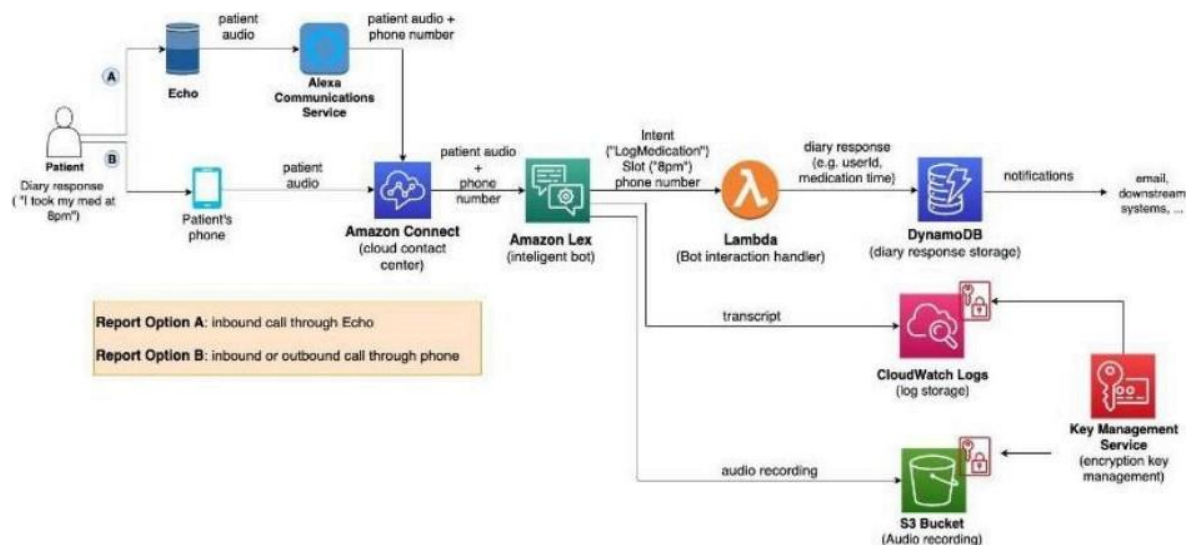 patient
audio
patient audio +
phone number
A
Echo
Alexa
Communications
Service
B
Patient
Diary response
( "I took my med at
8pm")
Patient's
phone
patient
audio
Amazon Connect
(cloud contact
center)
patient audio
+
phone
number
Amazon Lex
(inteligent bot)
Intent
("LogMedication")
Slot ("8pm")
phone number
Lambda
(Bot interaction handler)
diary response
(e.g. userId,
medication time)
DynamoDB
(diary response storage)
notifications
email,
downstream
systems, ...
Report Option A: inbound call through Echo
Report Option B: inbound or outbound call through phone
transcript
CloudWatch Logs
(log storage)
Key Management
Service
(encryption key
management)
audio recording
S3 Bucket
(Audio recording)